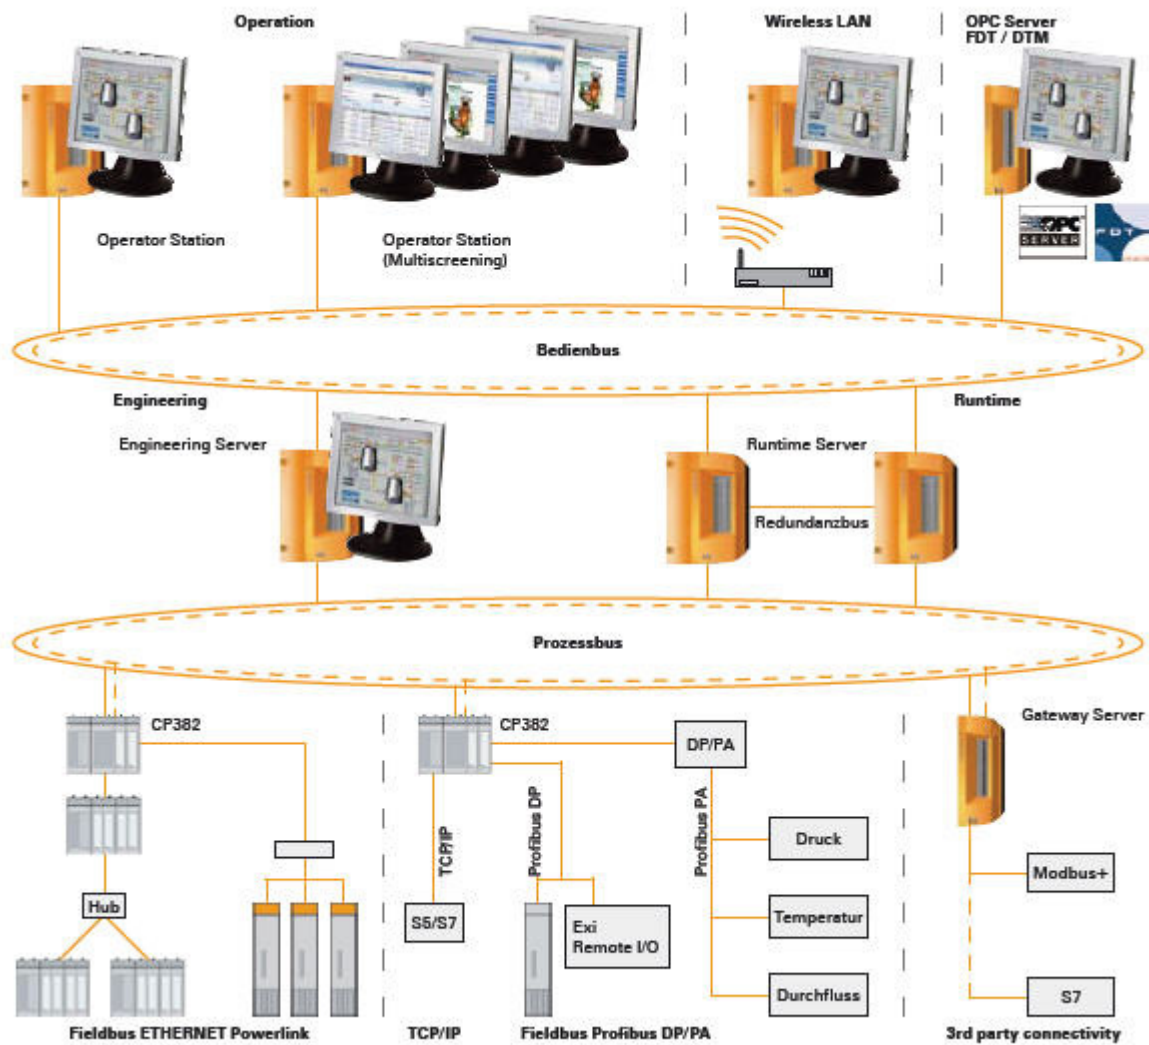 Operation
Wireless LAN
OPC Server
FDT / DTM
Operator Station
Operator Station
(Multiscreening)
OPC
SERVER
FDT
Bedienbus
Engineering
Runtime
Engineering Server
Runtime Server
Redundanzbus
Prozessbus
CP382
CP382
DP/PA
Gateway Server
TCP/IP
Profibus DP
Profibus PA
Druck
Modbus+
Hub
S5/S7
Exi
Remote I/O
Temperatur
Durchfluss
S7
Fieldbus ETHERNET Powerlink
TCP/IP
Fieldbus Profibus DP/PA
3rd party connectivity